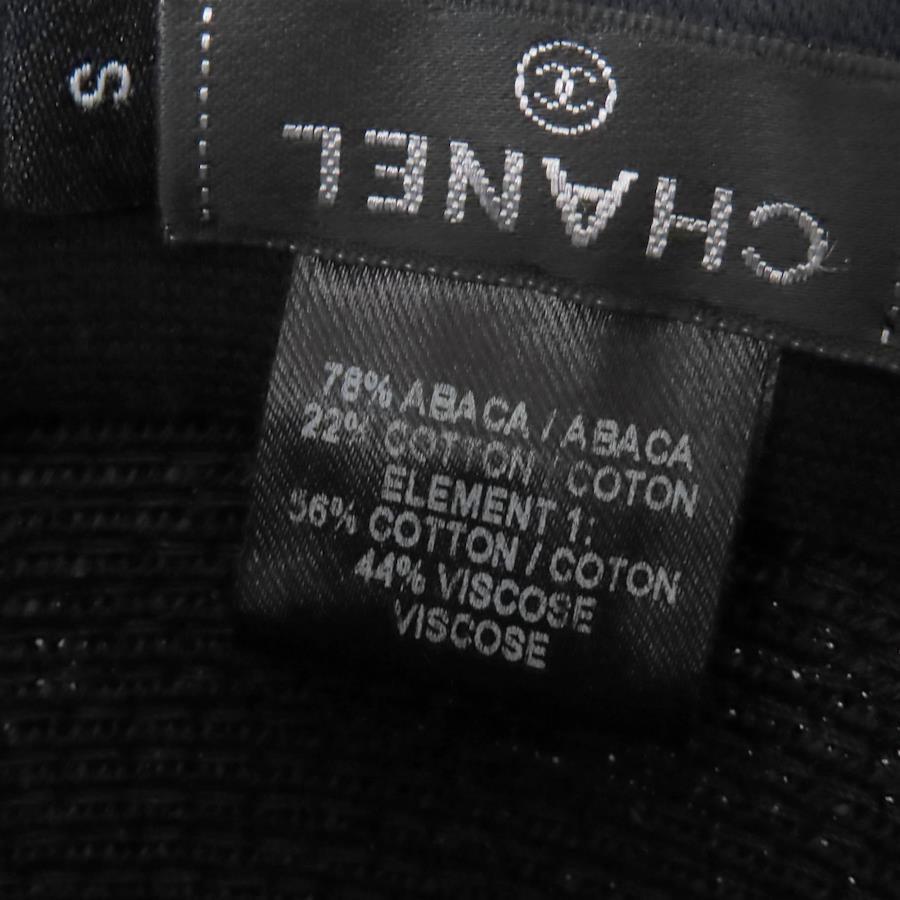 S
CHANEL
78% ABACA / ABACA
22% COTTON / COTON
ELEMENT 1:
56% COTTON / COTON
44% VISCOSE
VISCOSE